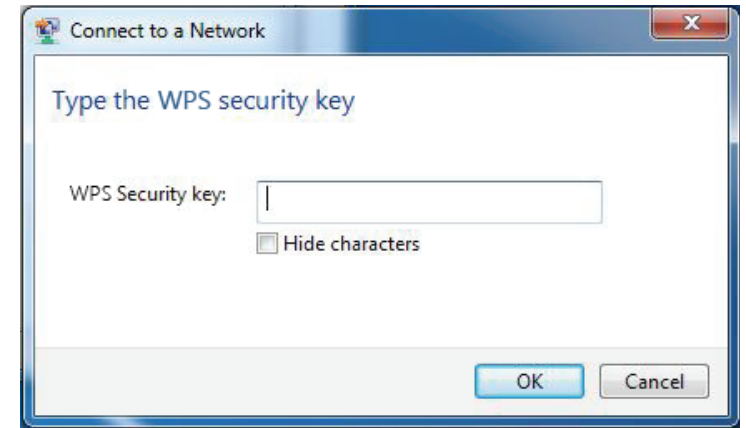 Connect to a Network
Type the WPS security key
WPS Security key:
Hide characters
OK Cancel